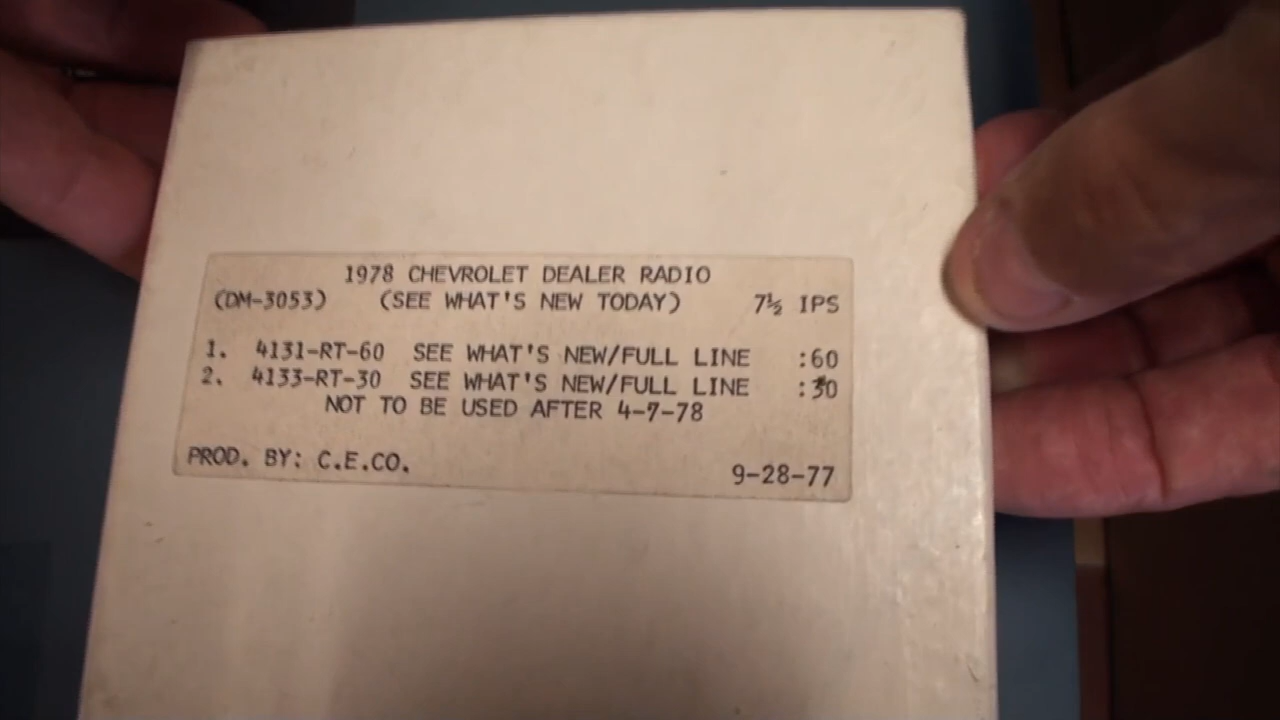 1978 CHEVROLET DEALER RADIO
(DM-3053) (SEE WHAT'S NEW TODAY) 7½ IPS
1. 4131-RT-60 SEE WHAT'S NEW/FULL LINE :60
2. 4133-RT-30 SEE WHAT'S NEW/FULL LINE :30
NOT TO BE USED AFTER 4-7-78
PROD. BY: C.E.CO. 9-28-77